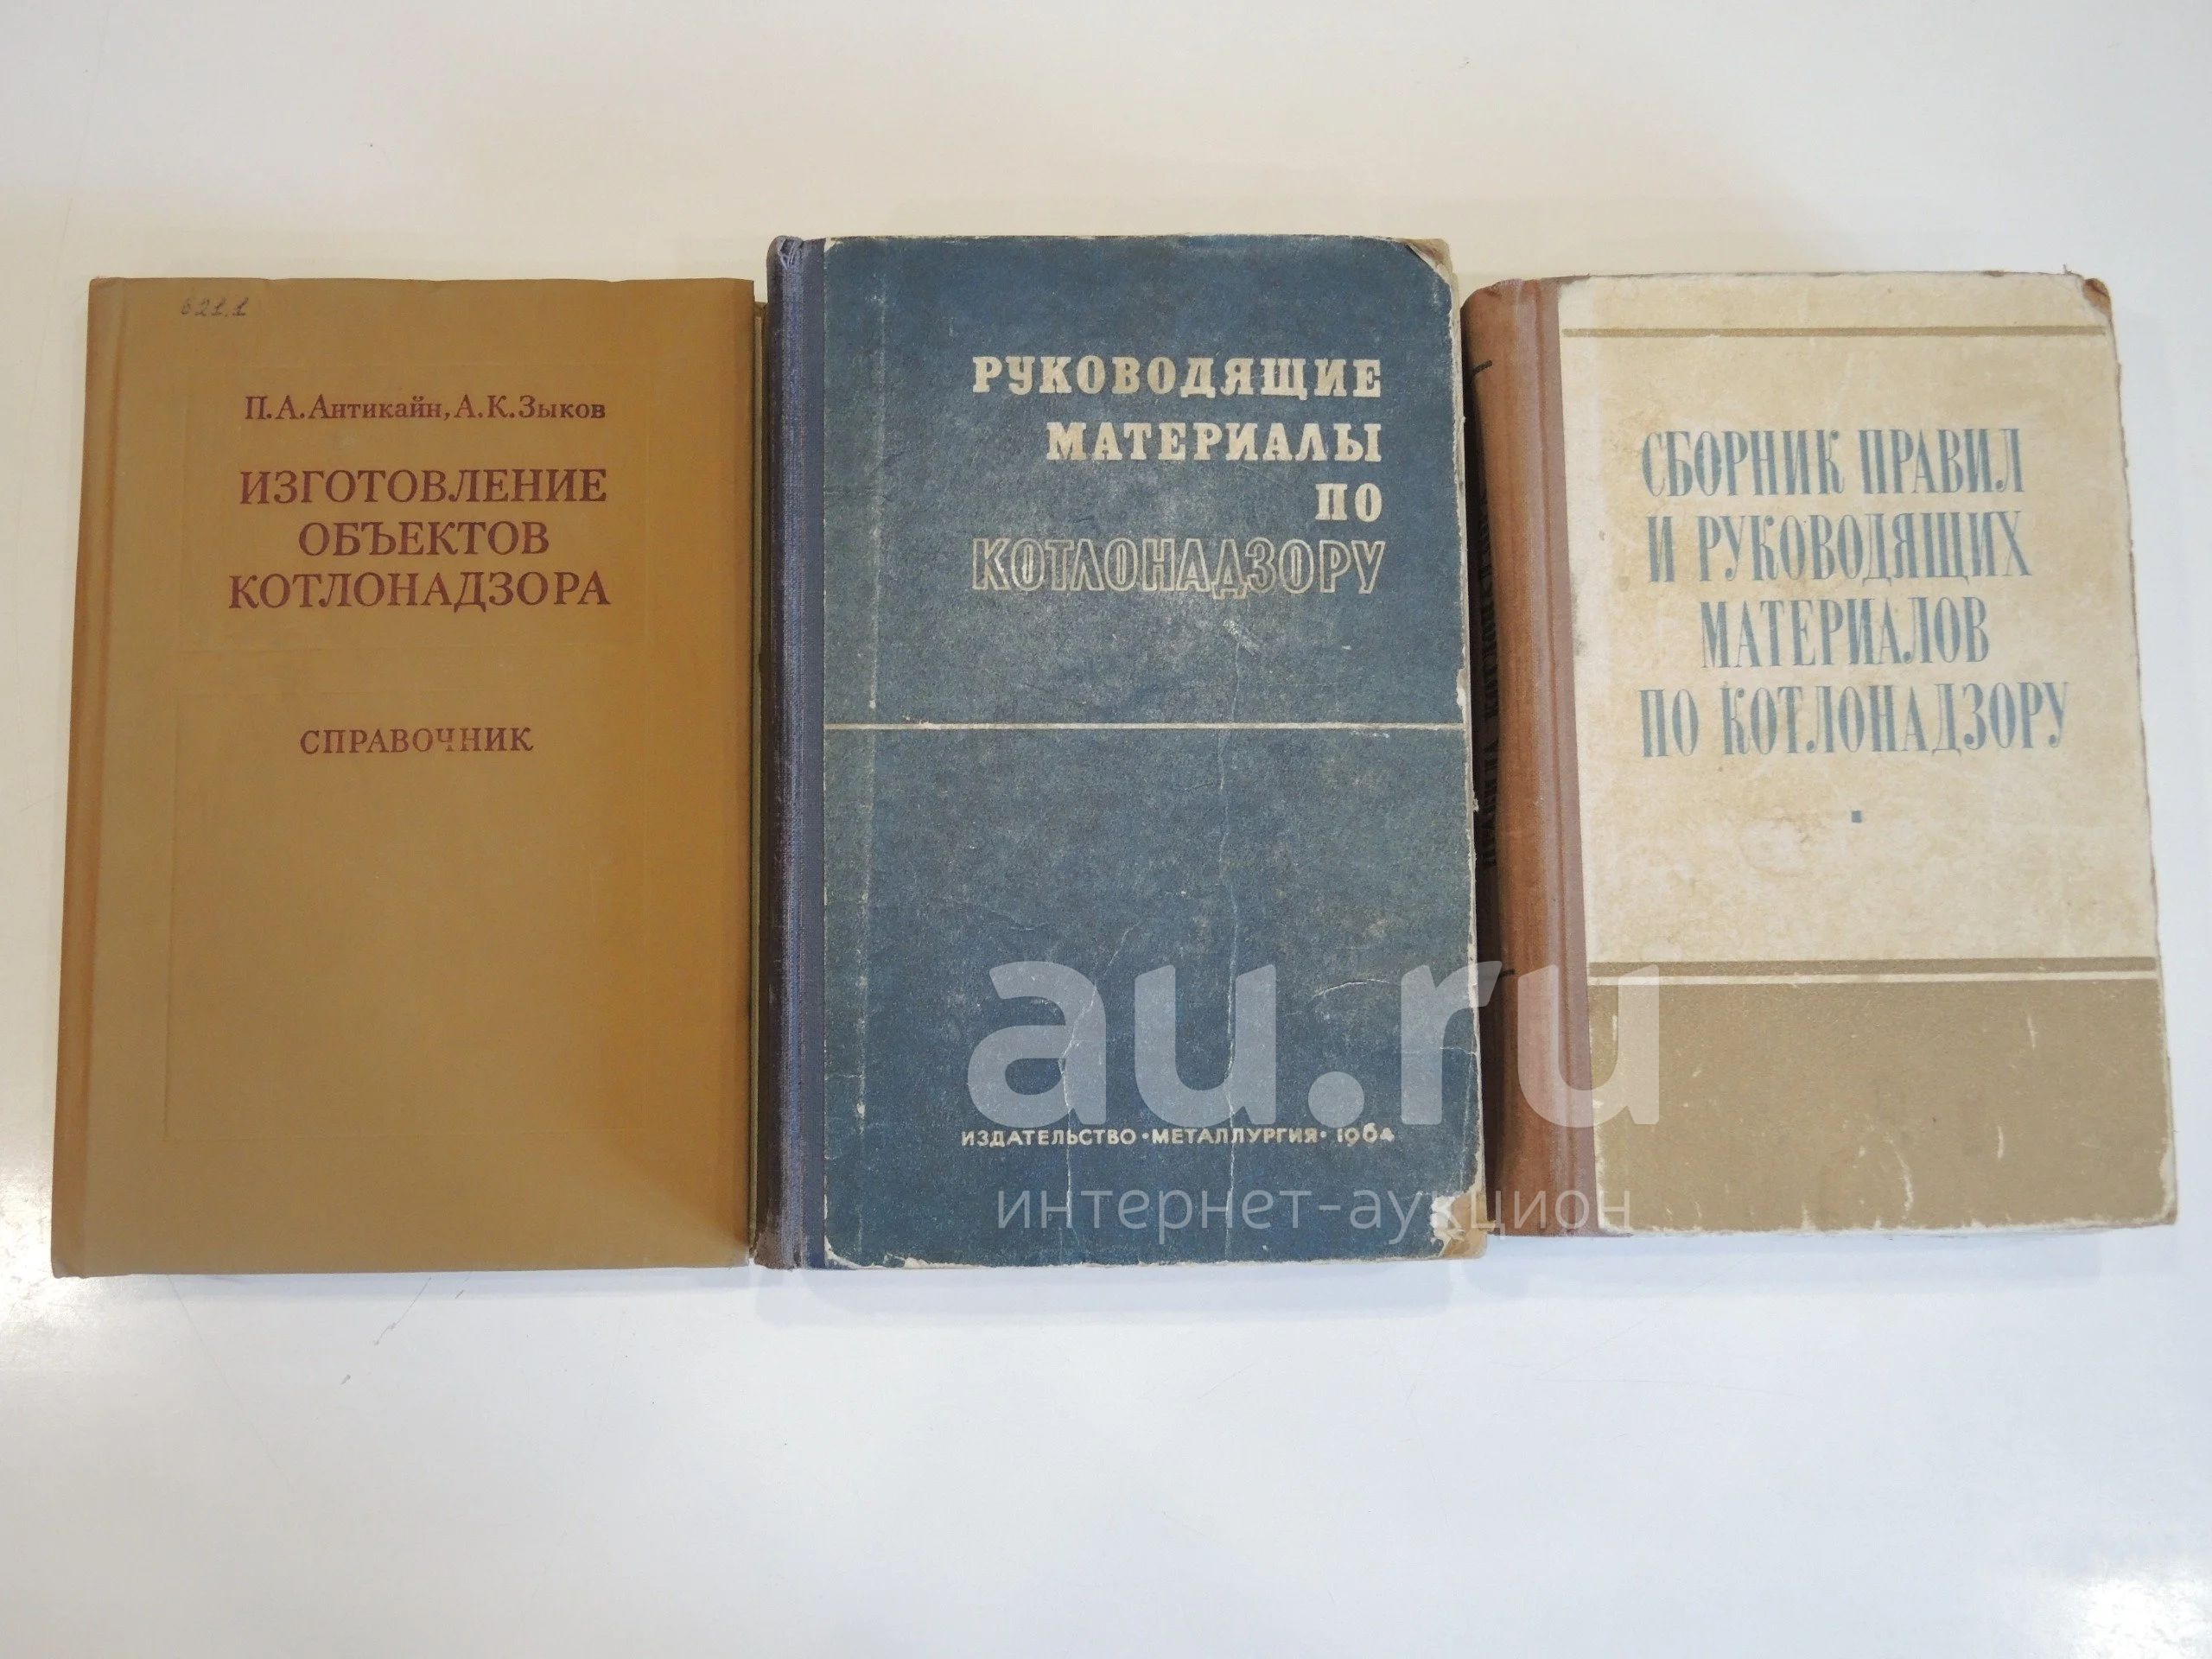 621.1
П.А.Антикайн, А.К.Зыков
ИЗГОТОВЛЕНИЕ
ОБЪЕКТОВ
КОТЛОНАДЗОРА
СПРАВОЧНИК
РУКОВОДЯЩИЕ
МАТЕРИАЛЫ
ПО
КОТЛОНАДЗОРУ
ИЗДАТЕЛЬСТВО•МЕТАЛЛУРГИЯ•1964
СБОРНИК ПРАВИЛ
И РУКОВОДЯЩИХ
МАТЕРИАЛОВ
ПО КОТЛОНАДЗОРУ
au.ru
интернет-аукцион